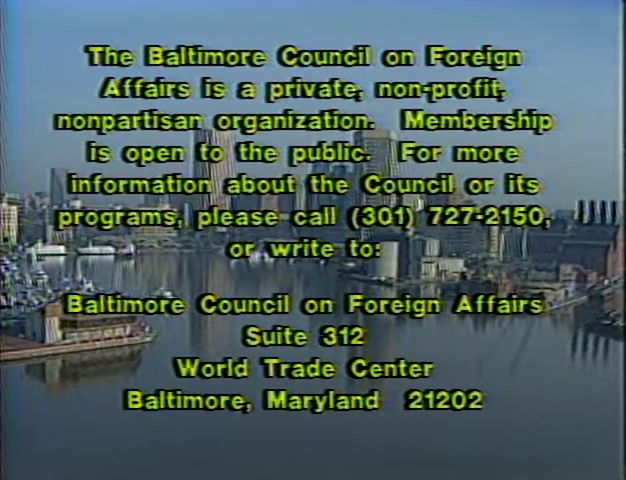 The Baltimore Council on Foreign
Affairs is a private, non-profit,
nonpartisan organization. Membership
is open to the public. For more
information about the Council or its
programs, please call (301) 727-2150,
or write to:
Baltimore Council on Foreign Affairs
Suite 312
World Trade Center
Baltimore, Maryland 21202